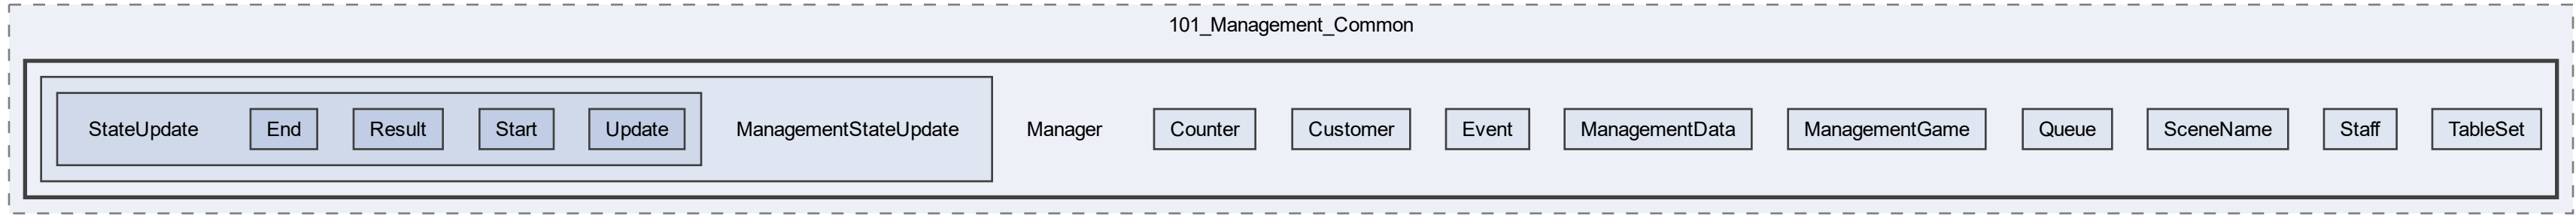 101_Management_Common
StateUpdate
End
Result
Start
Update
ManagementStateUpdate
Manager
Counter
Customer
Event
ManagementData
ManagementGame
Queue
SceneName
Staff
TableSet